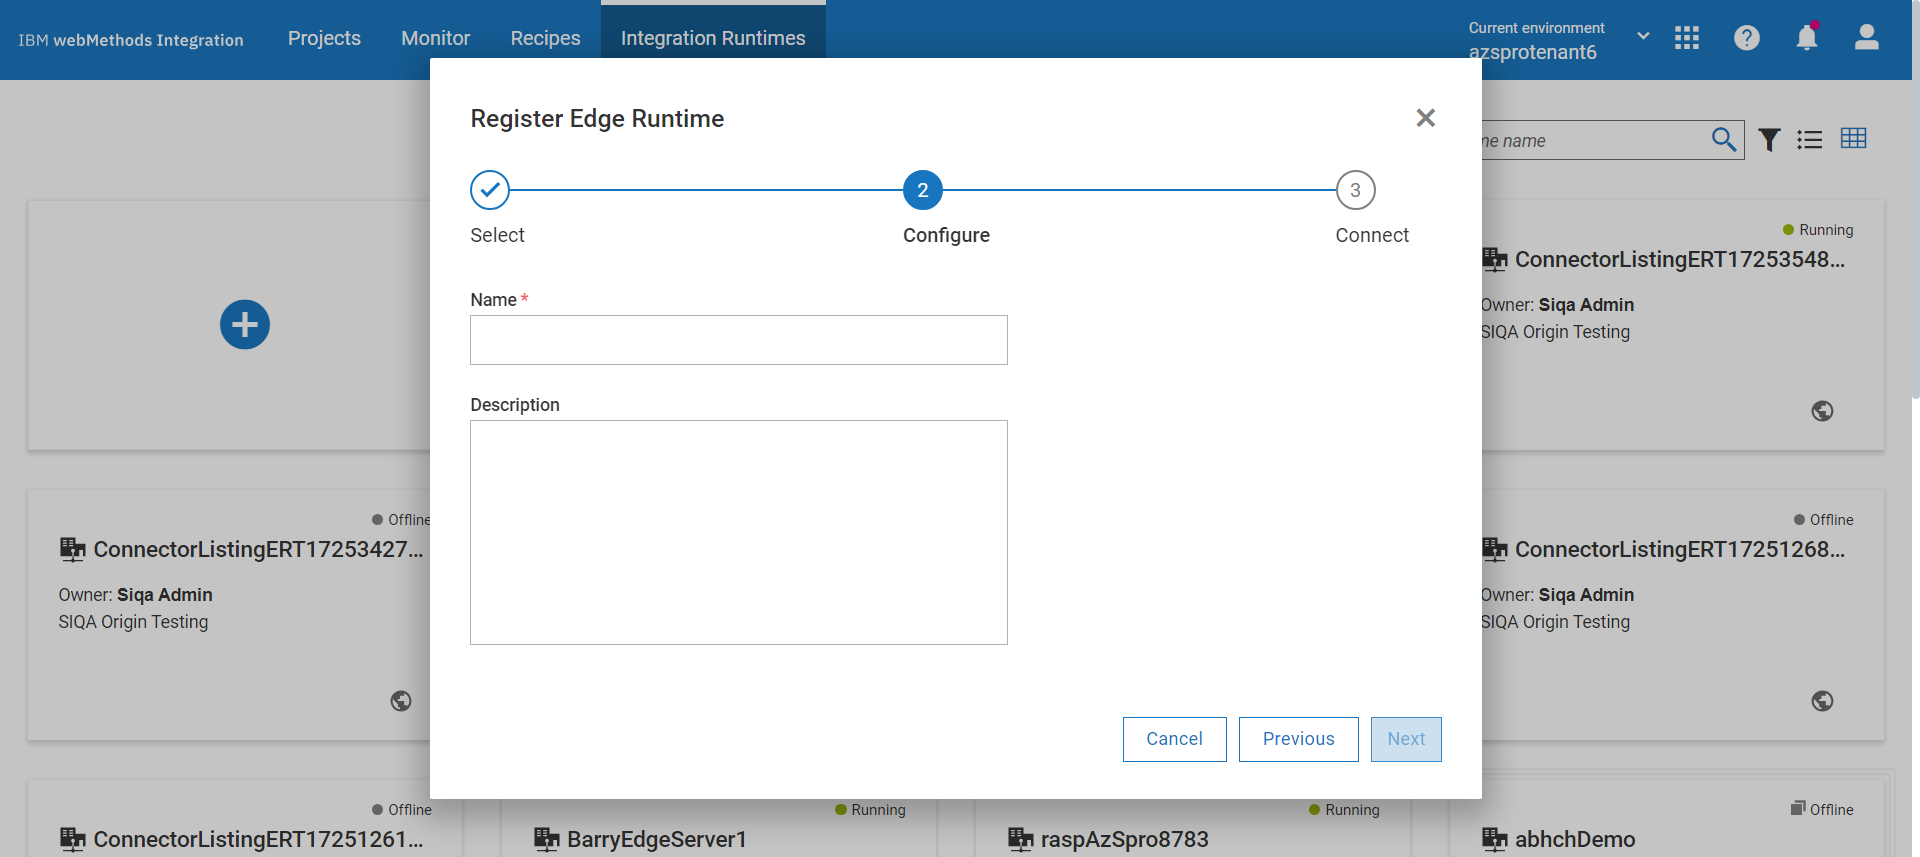 IBM webMethods Integration
Projects
Monitor
Recipes
Integration Runtimes
Current environment
azsprotenant6
Register Edge Runtime
2
3
Select
Configure
Connect
Name *
Description
Cancel
Previous
Next
name
Running
ConnectorListingERT17253548...
Owner: Siqa Admin
SIQA Origin Testing
Offline
ConnectorListingERT17253427...
Owner: Siqa Admin
SIQA Origin Testing
Offline
ConnectorListingERT17251268...
Owner: Siqa Admin
SIQA Origin Testing
Offline
ConnectorListingERT17251261...
Running
BarryEdgeServer1
Running
raspAzSpro8783
Offline
abhchDemo